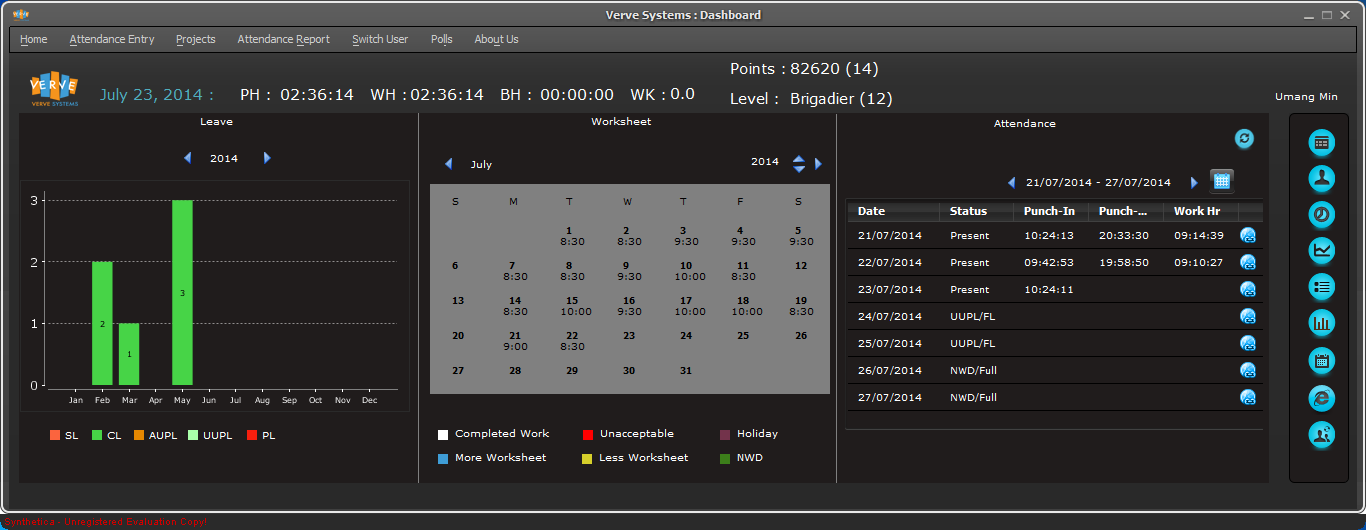 Verve Systems : Dashboard
Home Attendance Entry Projects Attendance Report Switch User Polls About Us
VERVE
VERVE SYSTEMS
July 23, 2014 : PH : 02:36:14 WH : 02:36:14 BH : 00:00:00 WK : 0.0
Points : 82620 (14)
Level : Brigadier (12)
Umang Min
Leave
2014
3
2
1
0
2
1
3
Jan Feb Mar Apr May Jun Jul Aug Sep Oct Nov Dec
SL CL AUPL UUPL PL
Worksheet
July 2014
S M T W T F S
1 2 3 4 5
8:30 8:30 9:30 9:30 9:30
6 7 8 9 10 11 12
8:30 8:30 9:30 10:00 8:30
13 14 15 16 17 18 19
8:30 10:00 9:30 10:00 10:00 8:30
20 21 22 23 24 25 26
9:00 8:30
27 28 29 30 31
Completed Work Unacceptable Holiday
More Worksheet Less Worksheet NWD
Attendance
21/07/2014 - 27/07/2014
Date Status Punch-In Punch-... Work Hr
21/07/2014 Present 10:24:13 20:33:30 09:14:39
22/07/2014 Present 09:42:53 19:58:50 09:10:27
23/07/2014 Present 10:24:11
24/07/2014 UUPL/FL
25/07/2014 UUPL/FL
26/07/2014 NWD/Full
27/07/2014 NWD/Full
Synthetica - Unregistered Evaluation Copy!